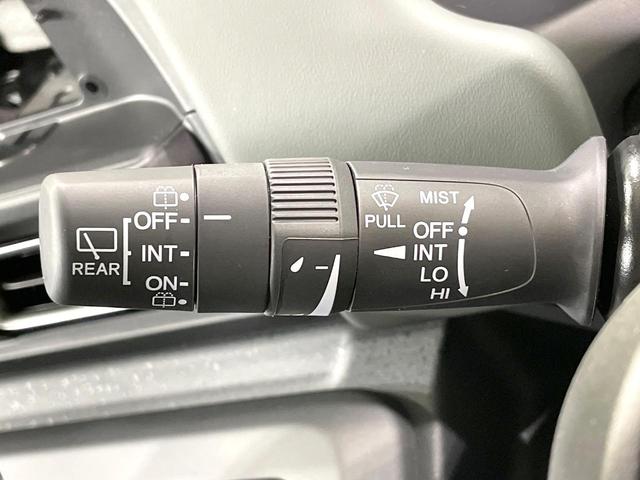 OFF
INT
ON
REAR
PULL
MIST
OFF
INT
LO
HI